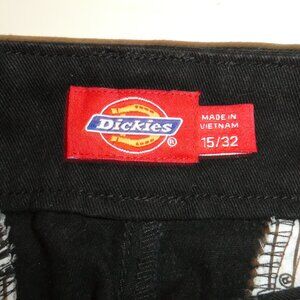 Dickies
®
MADE IN
VIETNAM
15/32